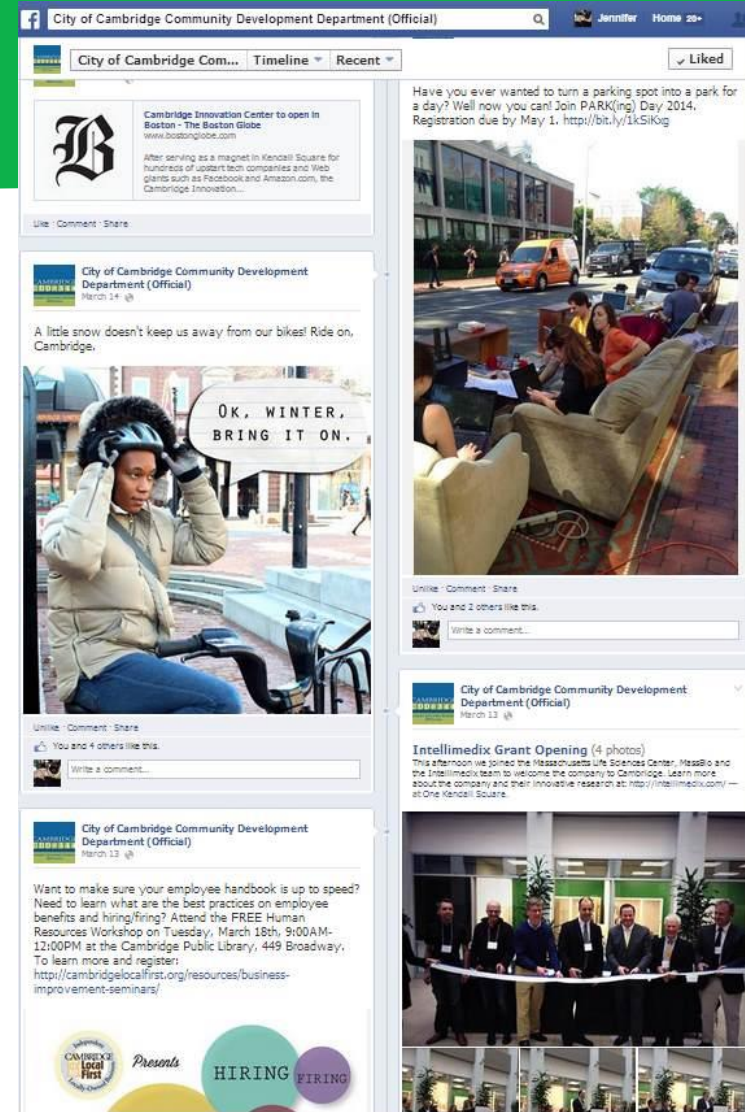 City of Cambridge Community Development Department (Official)
Jennifer
Home 20+
City of Cambridge Com...
Timeline
Recent
Liked
Cambridge Innovation Center to open in
Boston - The Boston Globe
www.bostonglobe.com
After serving as a magnet in Kendall Square for
hundreds of upstart tech companies and Web
giants such as Facebook and Amazon.com, the
Cambridge Innovation...
Like · Comment · Share
City of Cambridge Community Development
Department (Official)
March 14
A little snow doesn't keep us away from our bikes! Ride on,
Cambridge.
OK, WINTER,
BRING IT ON.
Unlike · Comment · Share
You and 4 others like this.
Write a comment...
City of Cambridge Community Development
Department (Official)
March 13
Want to make sure your employee handbook is up to speed?
Need to learn what are the best practices on employee
benefits and hiring/firing? Attend the FREE Human
Resources Workshop on Tuesday, March 18th, 9:00AM-
12:00PM at the Cambridge Public Library, 449 Broadway.
To learn more and register:
http://cambridgelocalfirst.org/resources/business-
improvement-seminars/
Independent
CAMBRIDGE
Local
First
Locally-Owned
Presents
HIRING
FIRING
Have you ever wanted to turn a parking spot into a park for
a day? Well now you can! Join PARK(ing) Day 2014.
Registration due by May 1. http://bit.ly/1kSiKxg
Unlike · Comment · Share
You and 2 others like this.
Write a comment...
City of Cambridge Community Development
Department (Official)
March 13
Intellimedix Grant Opening (4 photos)
This afternoon we joined the Massachusetts Life Sciences Center, MassBio and
the Intellimedix team to welcome the company to Cambridge. Learn more
about the company and their innovative research at: http://intellimedix.com/ —
at One Kendall Square.